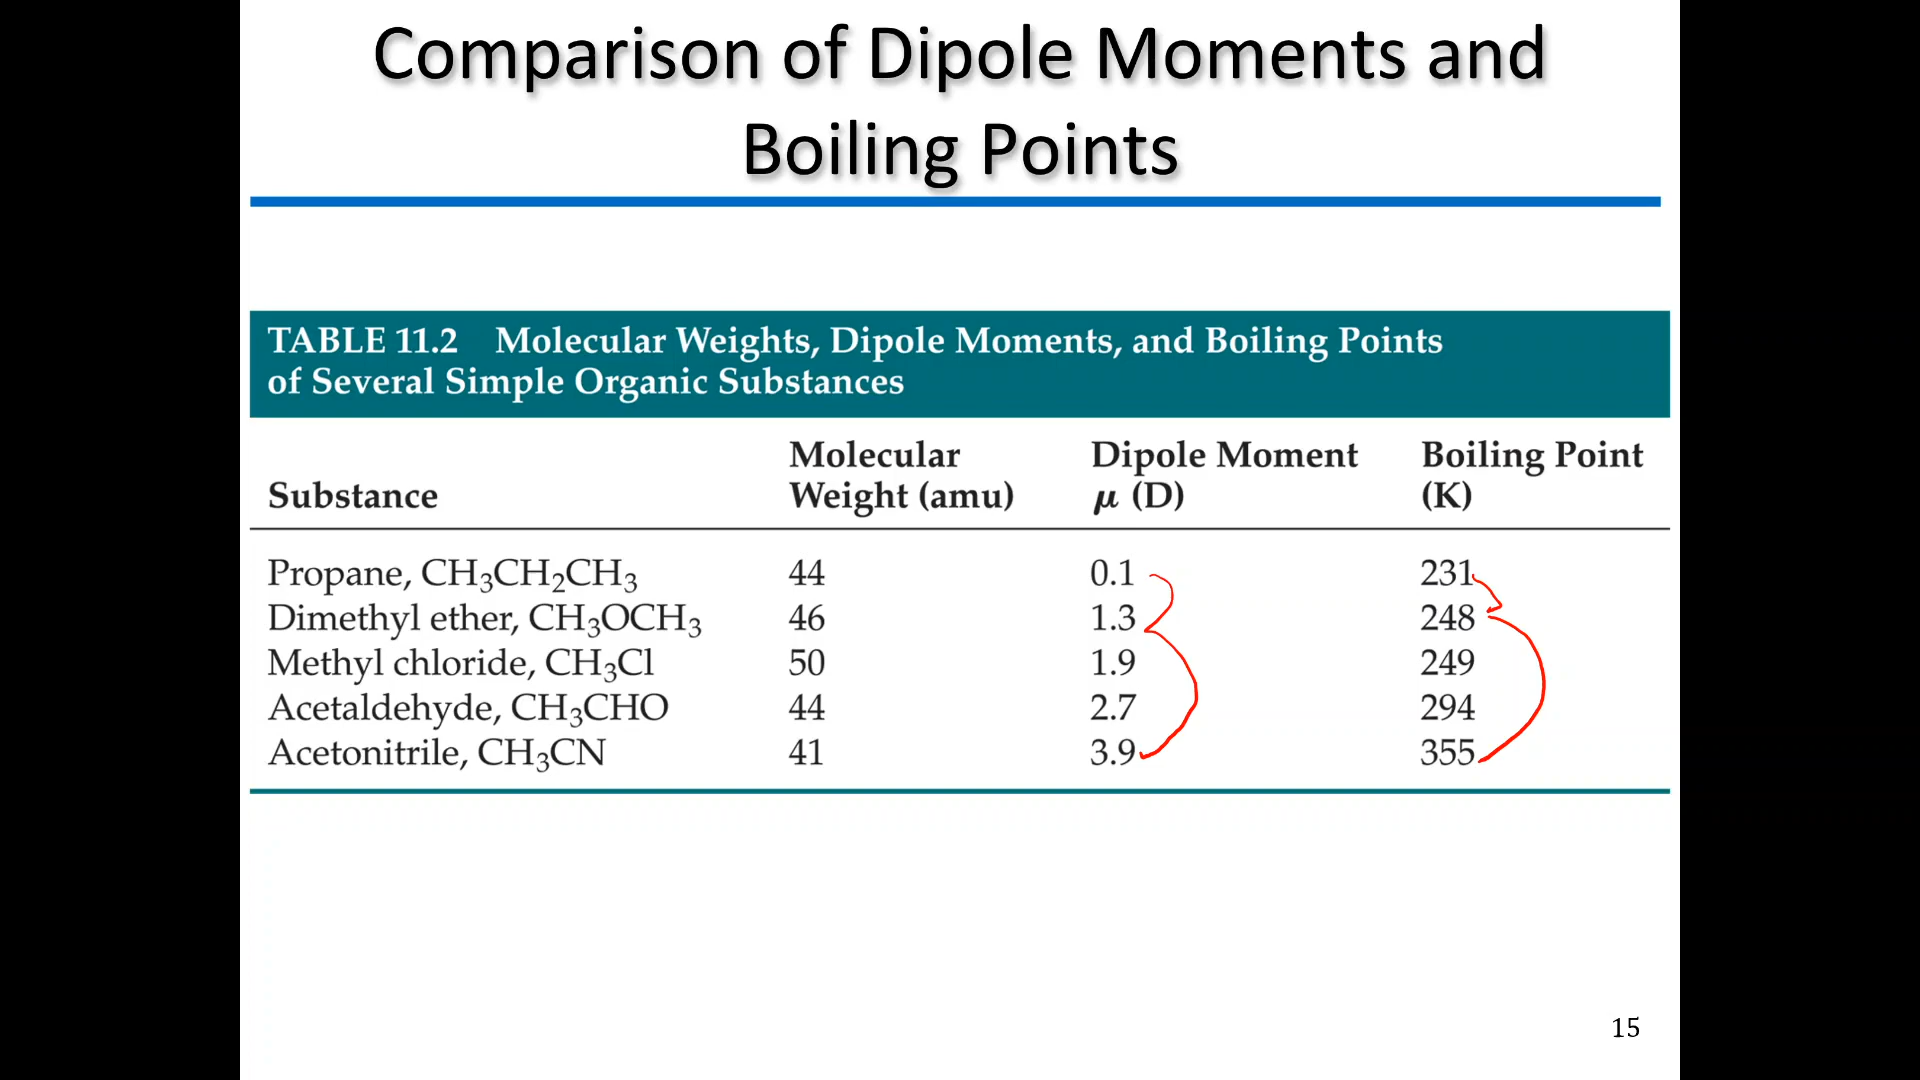 Comparison of Dipole Moments and
Boiling Points
TABLE 11.2 Molecular Weights, Dipole Moments, and Boiling Points
of Several Simple Organic Substances
Substance Molecular Weight (amu) Dipole Moment μ (D) Boiling Point (K)
Propane, CH₃CH₂CH₃ 44 0.1 231
Dimethyl ether, CH₃OCH₃ 46 1.3 248
Methyl chloride, CH₃Cl 50 1.9 249
Acetaldehyde, CH₃CHO 44 2.7 294
Acetonitrile, CH₃CN 41 3.9 355
15